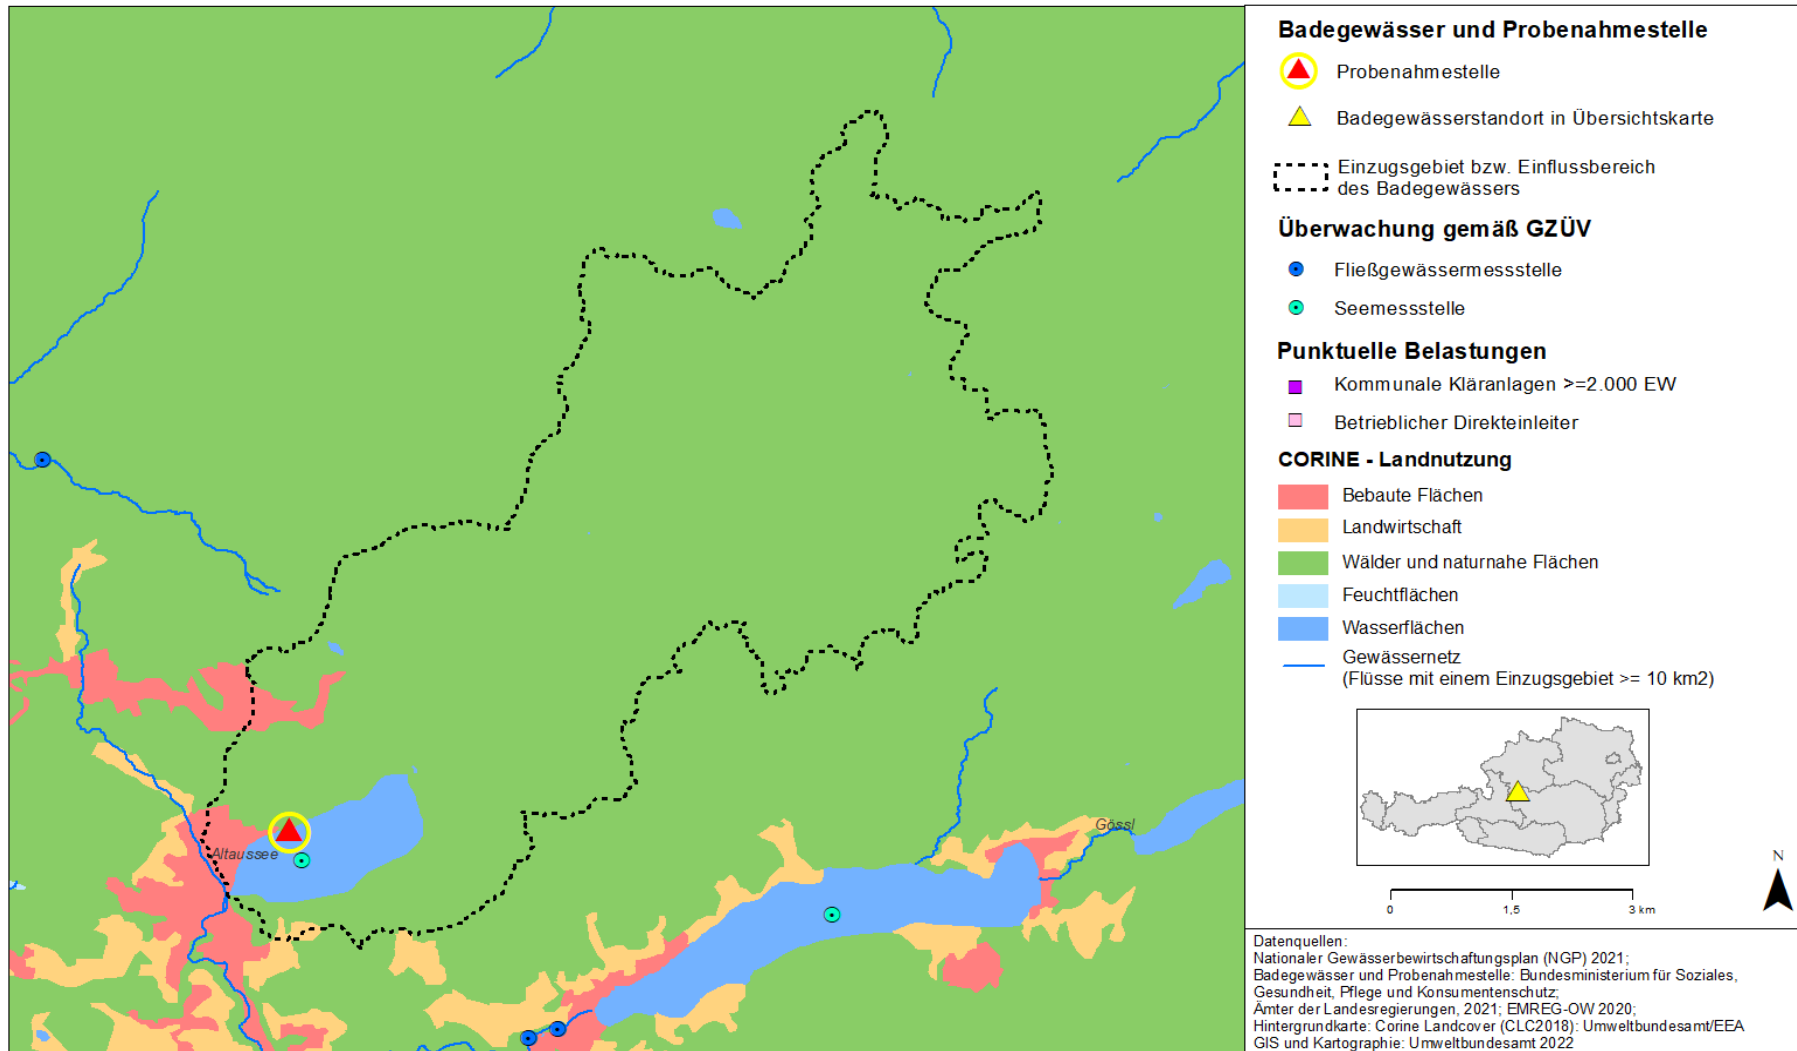 Badegewässer und Probenahmestelle
Probenahmestelle
Badegewässerstandort in Übersichtskarte
Einzugsgebiet bzw. Einflussbereich
des Badegewässers
Überwachung gemäß GZÜV
Fließgewässermessstelle
Seemessstelle
Punktuelle Belastungen
Kommunale Kläranlagen >=2.000 EW
Betrieblicher Direkteinleiter
CORINE - Landnutzung
Bebaute Flächen
Landwirtschaft
Wälder und naturnahe Flächen
Feuchtflächen
Wasserflächen
Gewässernetz
(Flüsse mit einem Einzugsgebiet >= 10 km2)
Altaussee
Gössl
N
0 1,5 3 km
Datenquellen:
Nationaler Gewässerbewirtschaftungsplan (NGP) 2021;
Badegewässer und Probenahmestelle: Bundesministerium für Soziales,
Gesundheit, Pflege und Konsumentenschutz;
Ämter der Landesregierungen, 2021; EMREG-OW 2020;
Hintergrundkarte: Corine Landcover (CLC2018): Umweltbundesamt/EEA
GIS und Kartographie: Umweltbundesamt 2022